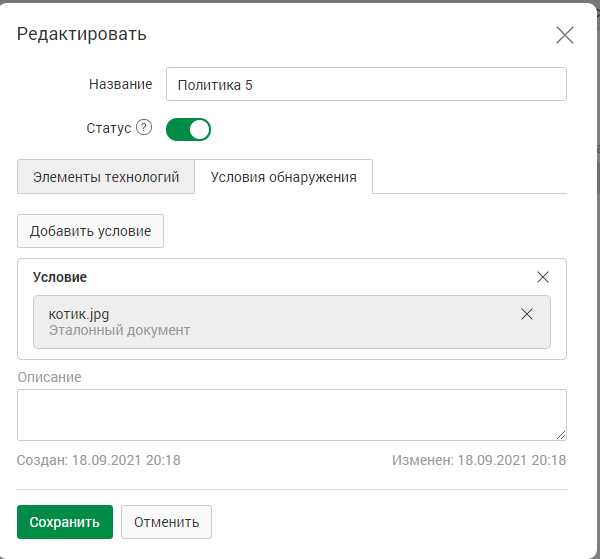 Редактировать
Название Политика 5
Статус ?
Элементы технологий Условия обнаружения
Добавить условие
Условие
котик.jpg
Эталонный документ
Описание
Создан: 18.09.2021 20:18 Изменен: 18.09.2021 20:18
Сохранить Отменить